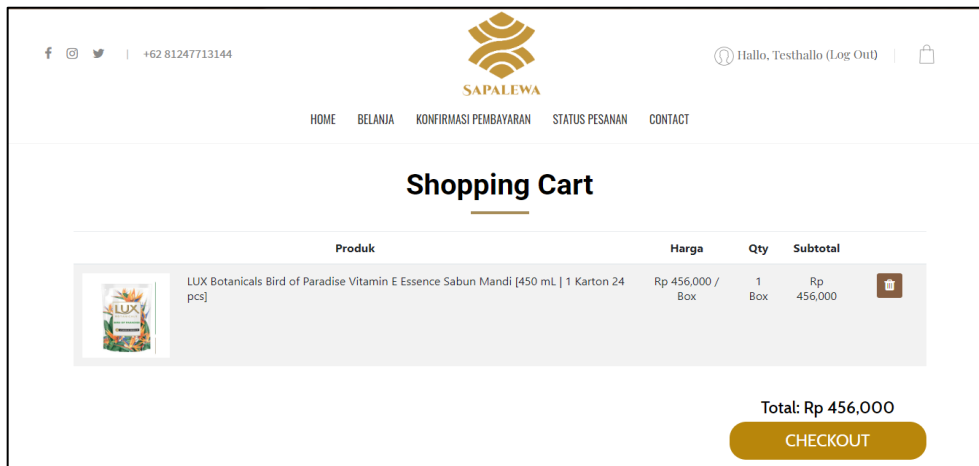 +62 81247713144
SAPALEWA
Hallo, Testhallo (Log Out)
HOME BELANJA KONFIRMASI PEMBAYARAN STATUS PESANAN CONTACT
Shopping Cart
Produk Harga Qty Subtotal
LUX Botanicals Bird of Paradise Vitamin E Essence Sabun Mandi [450 mL | 1 Karton 24
pcs]
Rp 456,000 /
Box
1
Box
Rp
456,000
LUX
Total: Rp 456,000
CHECKOUT